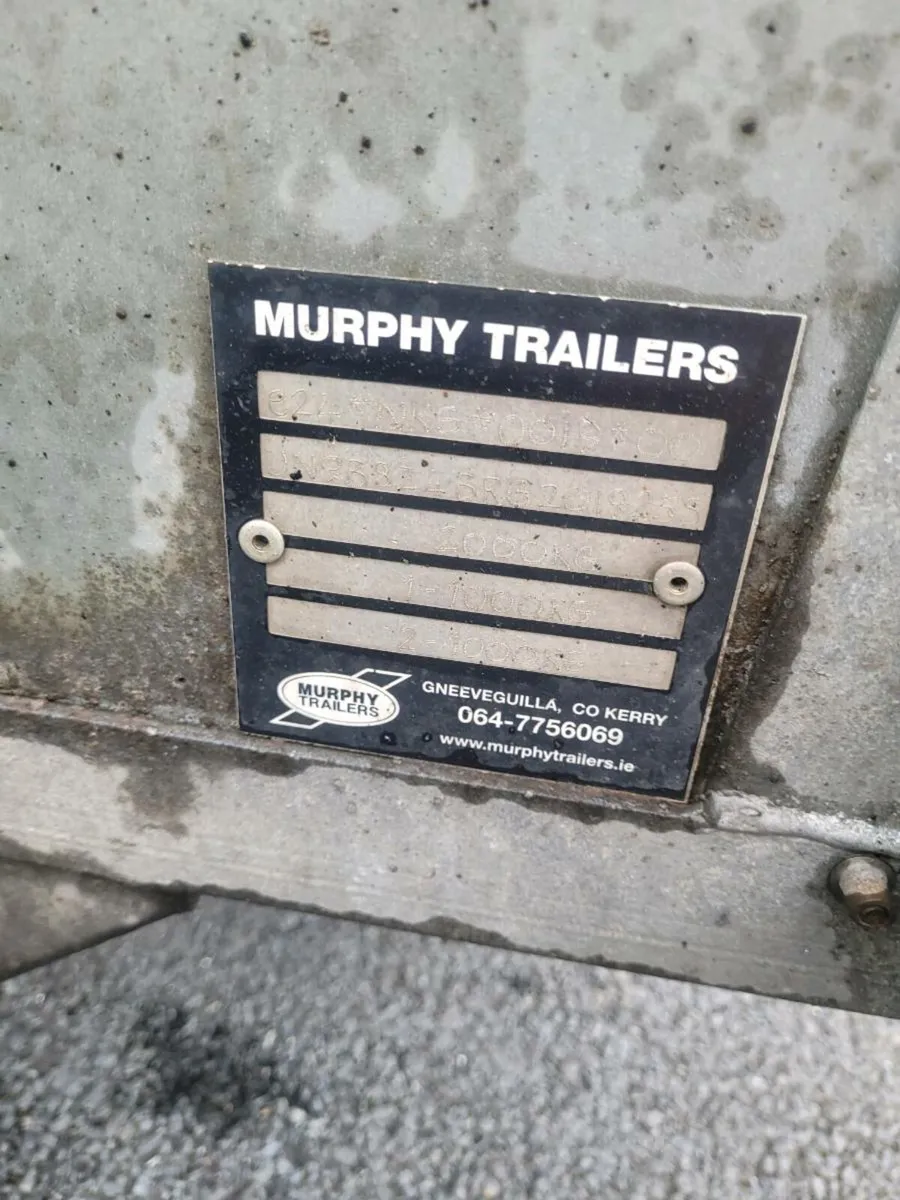 MURPHY TRAILERS
2000KG
1-1000KG
2-1000KG
MURPHY
TRAILERS
GNEEVEGUILLA, CO KERRY
064-7756069
www.murphytrailers.ie